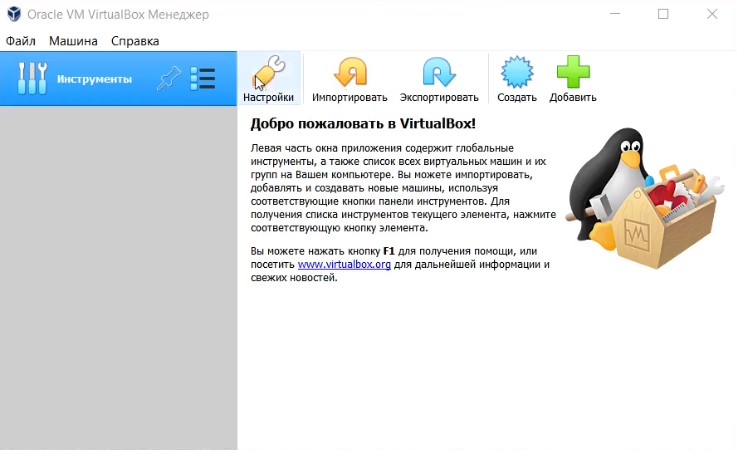 Oracle VM VirtualBox Менеджер
Файл Машина Справка
Инструменты
Настройки Импортировать Экспортировать Создать Добавить
Добро пожаловать в VirtualBox!
Левая часть окна приложения содержит глобальные
инструменты, а также список всех виртуальных машин и их
групп на Вашем компьютере. Вы можете импортировать,
добавлять и создавать новые машины, используя
соответствующие кнопки панели инструментов. Для
получения списка инструментов текущего элемента, нажмите
соответствующую кнопку элемента.
Вы можете нажать кнопку F1 для получения помощи, или
посетить www.virtualbox.org для дальнейшей информации и
свежих новостей.